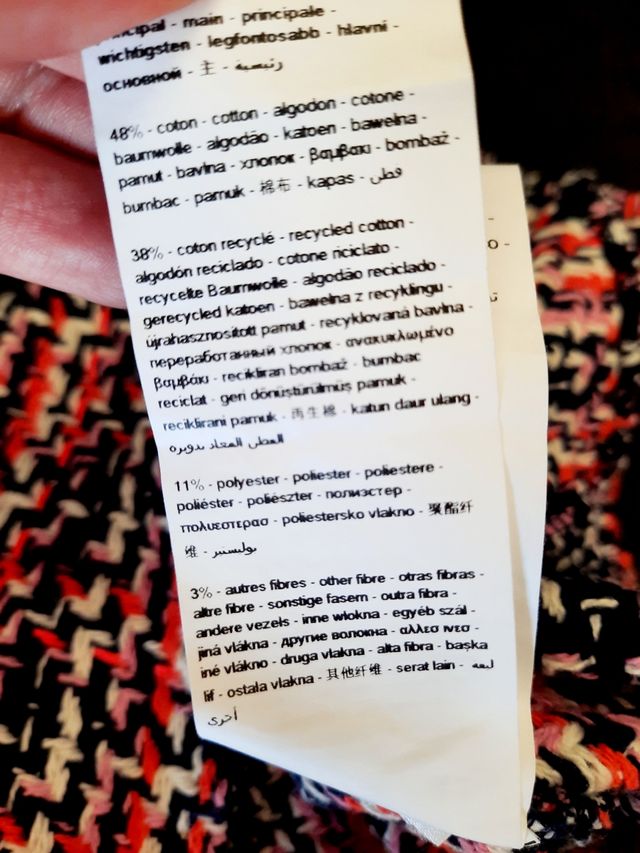 - main - principale -
wichtigsten - legfontosabb - hlavní -
основной - 主 - رئيسية
48% - coton - cotton - algodon - cotone -
baumwolle - algodão - katoen - bawełna -
pamut - bavlna - хлопок - βαμβακι - bombaž -
bumbac - pamuk - 棉布 - kapas - قطن
38% - coton recyclé - recycled cotton -
algodón reciclado - cotone riciclato -
recycelte Baumwolle - algodão reciclado -
gerecycled katoen - bawełna z recyklingu -
újrahasznosított pamut - recyklovaná bavlna -
переработанный хлопок - ανακυκλωμένο
βαμβάκι - recikliran bombaž - bumbac
reciclat - geri dönüştürülmüş pamuk -
reciklirani pamuk - 再生棉 - katun daur ulang -
القطن المعاد تدويره
11% - polyester - poliester - poliestere -
poliéster - poliészter - полиэстер -
πολυεστερασ - poliestersko vlakno - 聚酯纤
维 - بوليستير
3% - autres fibres - other fibre - otras fibras -
altre fibre - sonstige fasern - outra fibra -
andere vezels - inne włokna - egyéb szál -
jiná vlákna - другие волокна - αλλεσ ινεσ -
iné vlákno - druga vlakna - alta fibra - başka
lif - ostala vlakna - 其他纤维 - serat lain - ليفه
أخرى